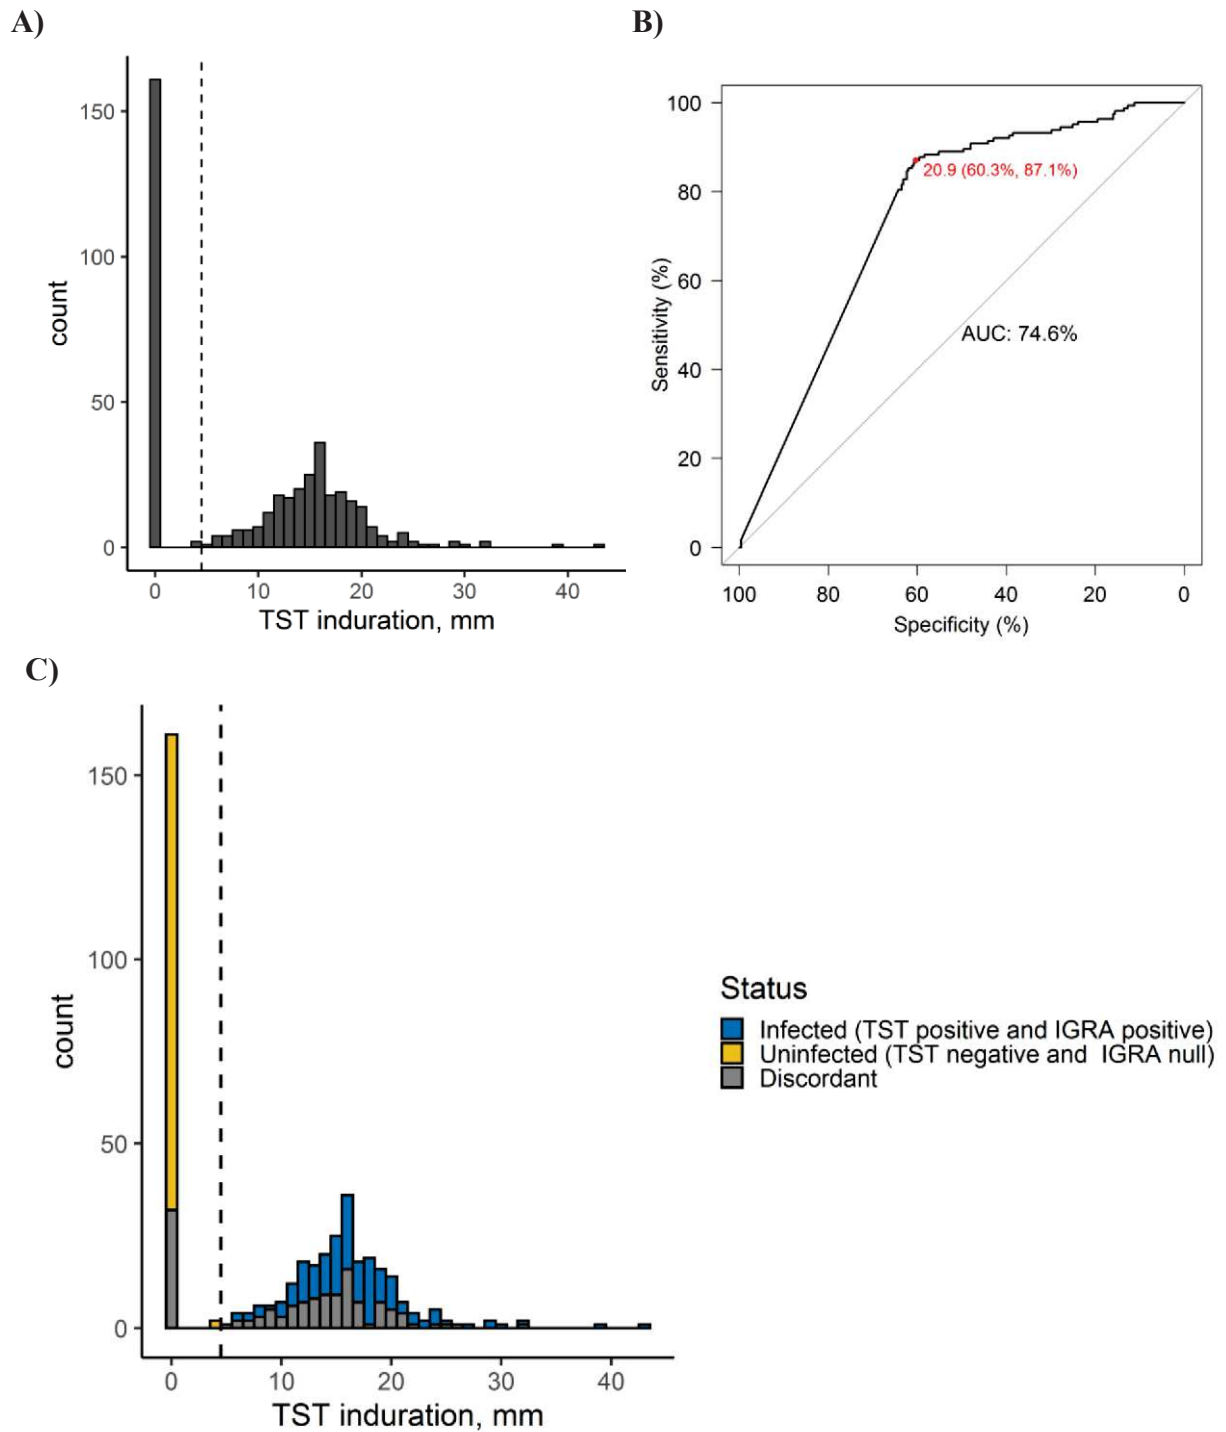 A)
150
100
50
0
count
0 10 20 30 40
TST induration, mm
B)
100
80
60
40
20
0
Sensitivity (%)
20.9 (60.3%, 87.1%)
AUC: 74.6%
100 80 60 40 20 0
Specificity (%)
C)
150
100
50
0
count
0 10 20 30 40
TST induration, mm
Status
Infected (TST positive and IGRA positive)
Uninfected (TST negative and IGRA null)
Discordant